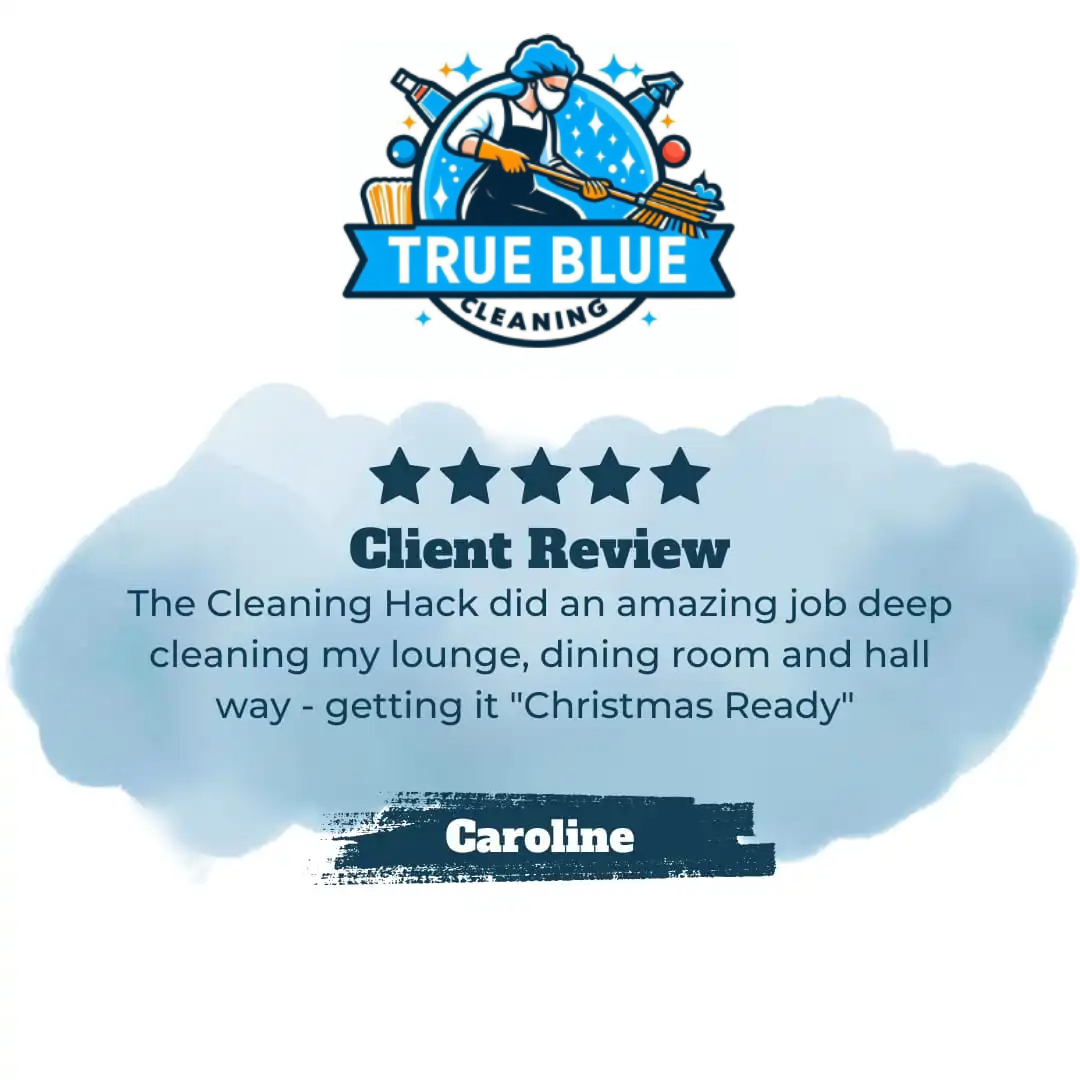 TRUE BLUE
CLEANING
Client Review
The Cleaning Hack did an amazing job deep
cleaning my lounge, dining room and hall
way - getting it "Christmas Ready"
Caroline